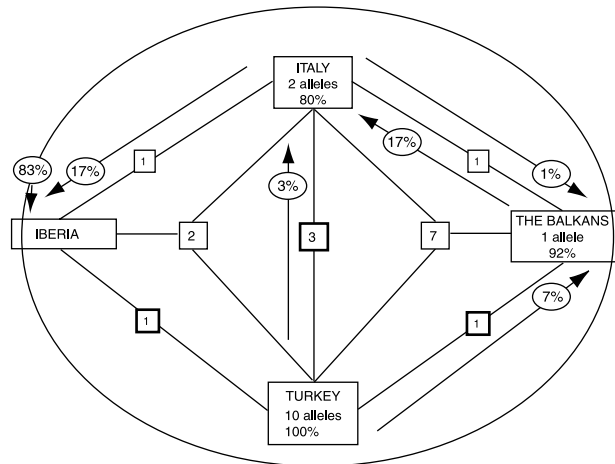 ITALY
2 alleles
80%
83%
17%
1
17%
1
1%
3%
IBERIA
2
3
7
THE BALKANS
1 allele
92%
1
1
7%
TURKEY
10 alleles
100%